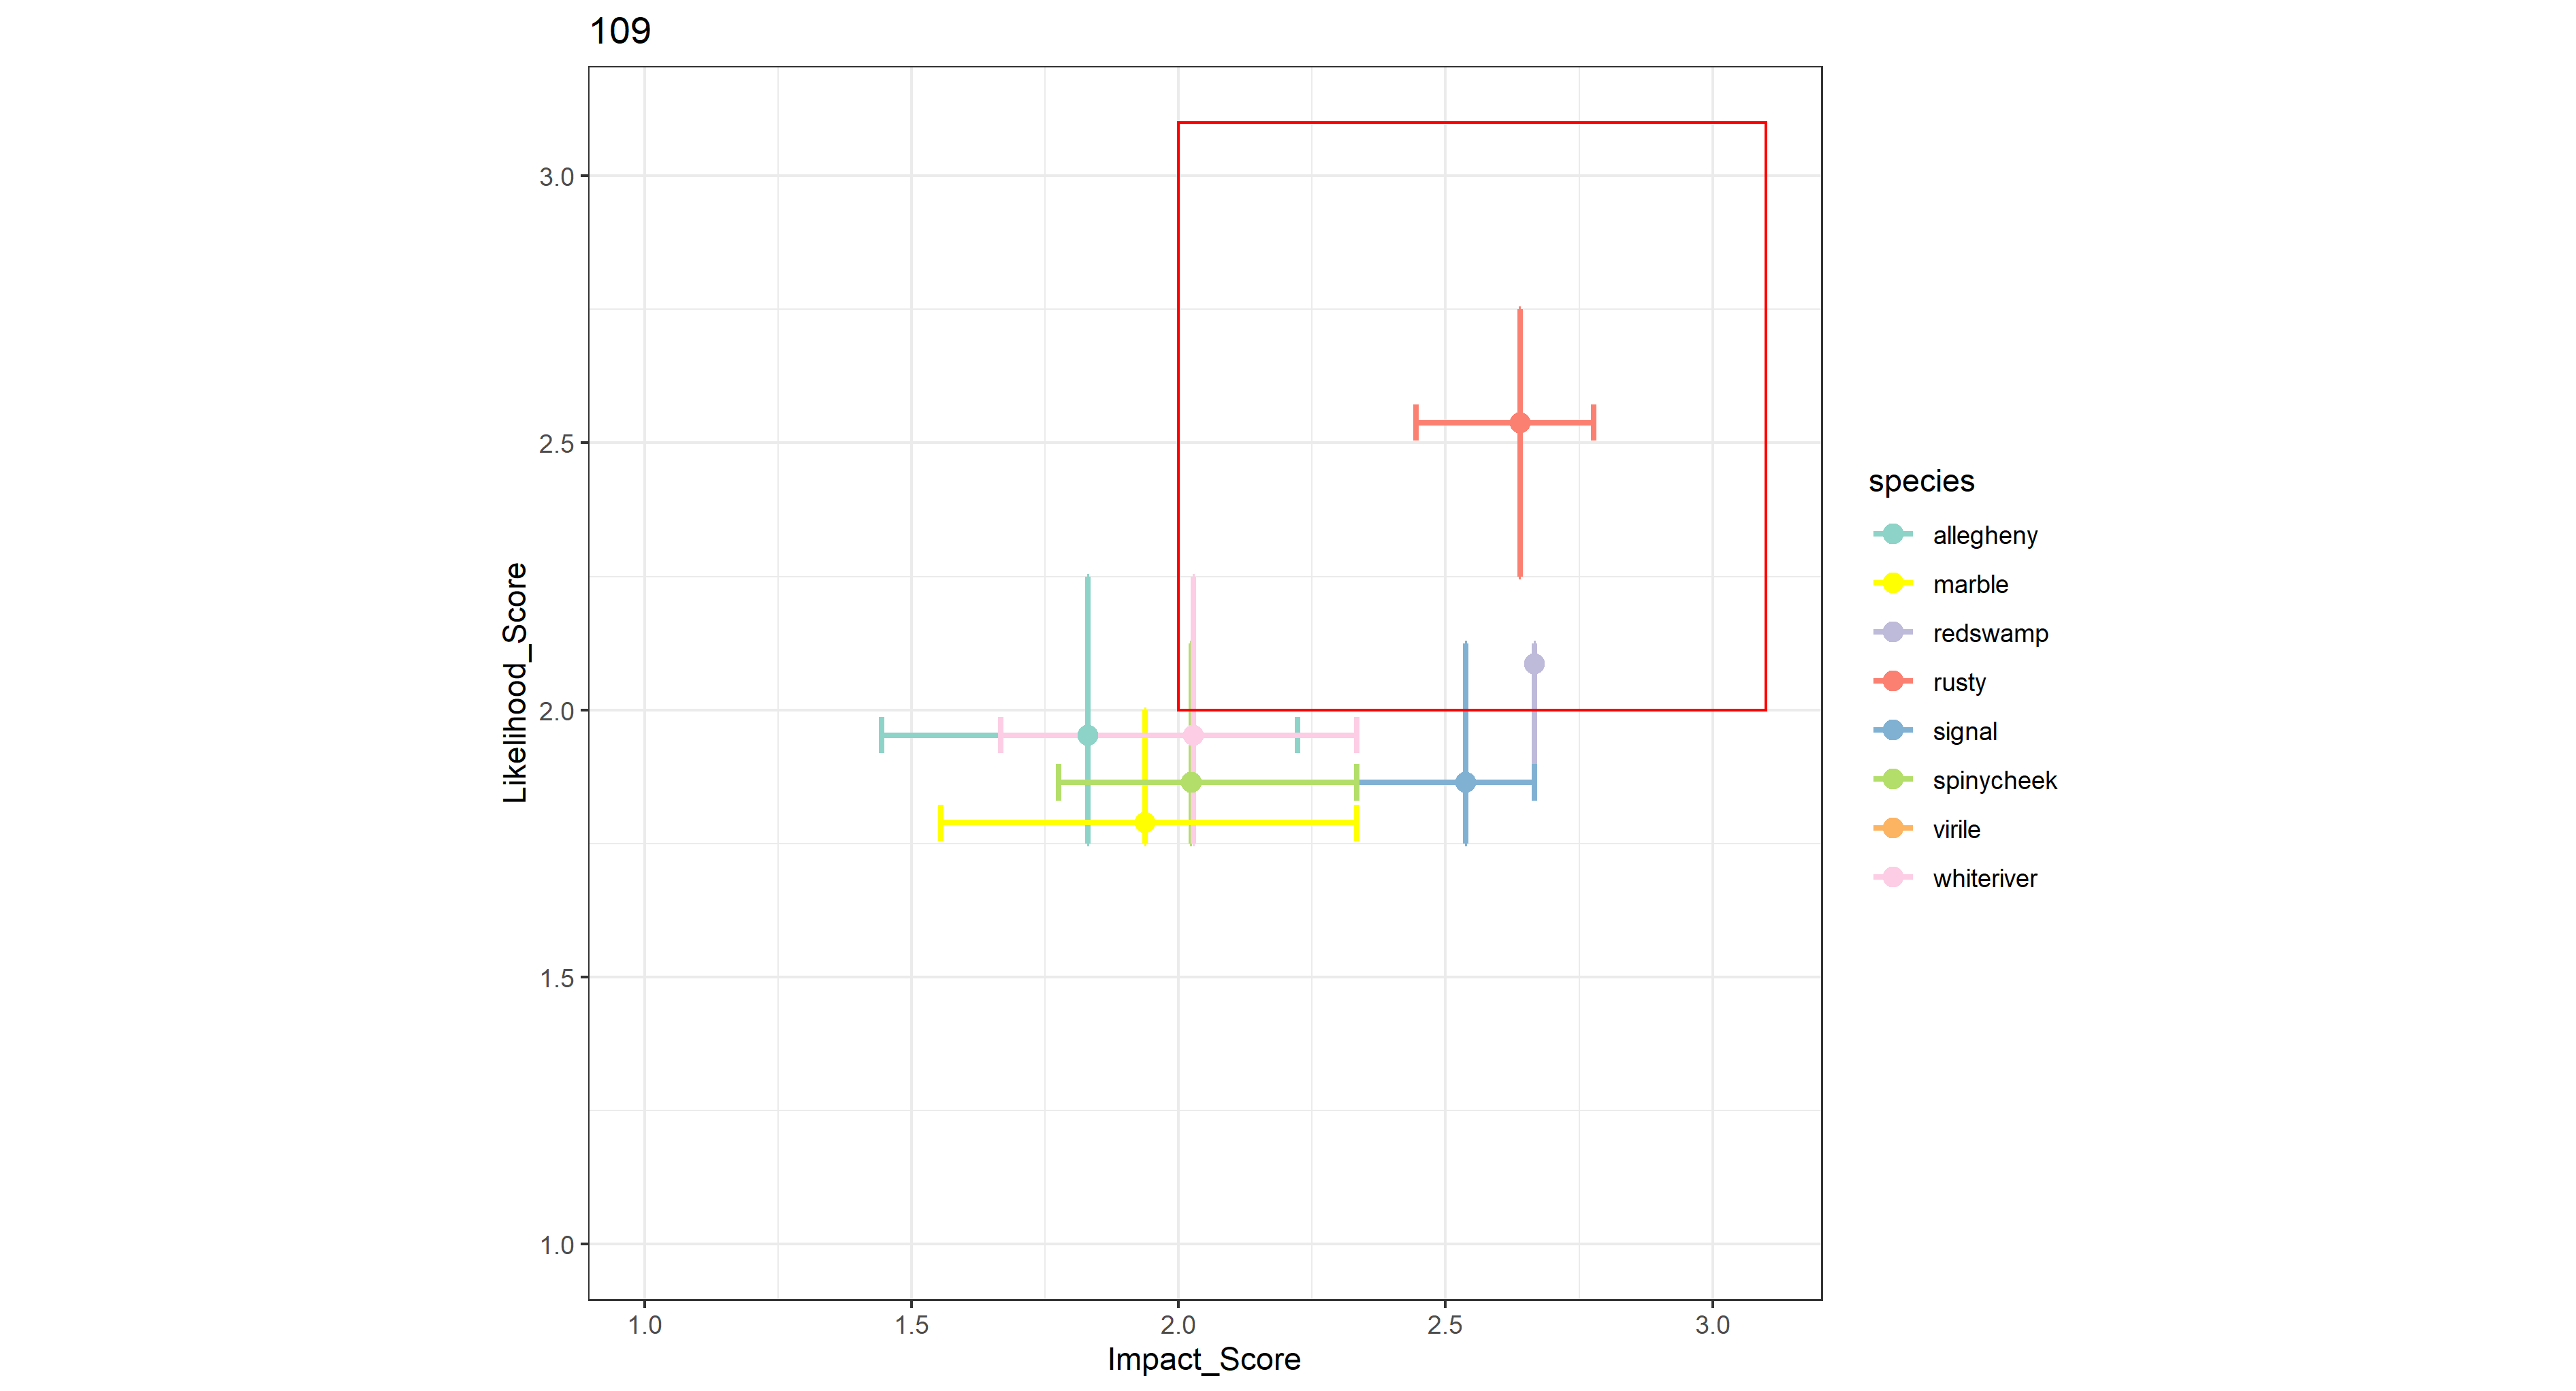 109
Likelihood_Score
3.0
2.5
2.0
1.5
1.0
1.0 1.5 2.0 2.5 3.0
Impact_Score
species
allegheny
marble
redswamp
rusty
signal
spinycheek
virile
whiteriver